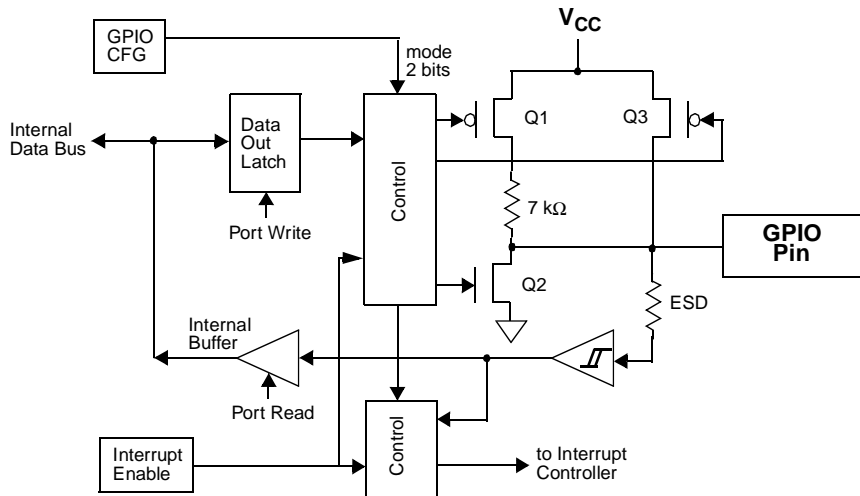 GPIO
CFG
mode
2 bits
VCC
Internal
Data Bus
Data
Out
Latch
Port Write
Control
Q1
Q3
7 kΩ
GPIO
Pin
Q2
ESD
Internal
Buffer
Port Read
Interrupt
Enable
Control
to Interrupt
Controller